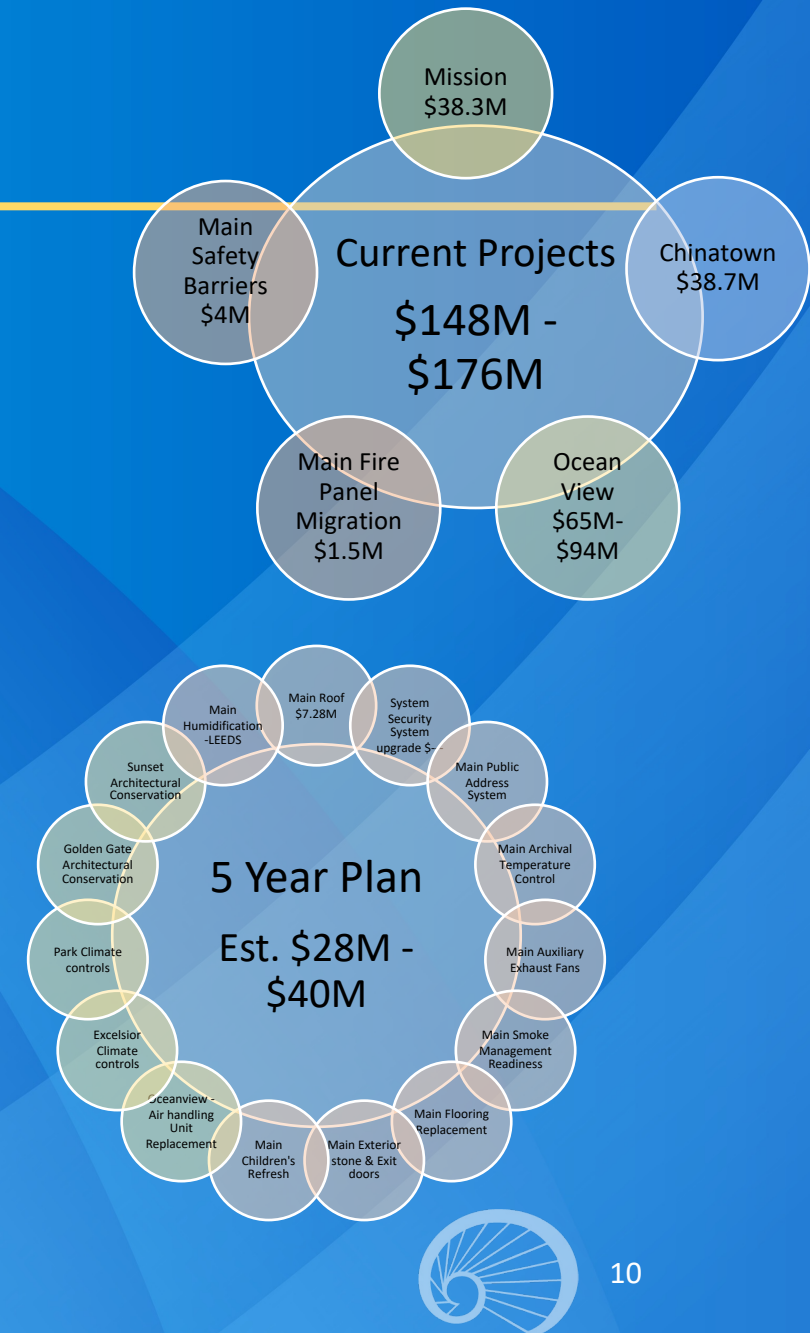 Mission
$38.3M
Main
Safety
Barriers
$4M
Current Projects
$148M -
$176M
Chinatown
$38.7M
Main Fire
Panel
Migration
$1.5M
Ocean
View
$65M-
$94M
Main Roof
$7.28M
System
Security
System
upgrade $--
Main Public
Address
System
Main Archival
Temperature
Control
Main Auxiliary
Exhaust Fans
Main Smoke
Management
Readiness
Main Flooring
Replacement
Main Exterior
stone & Exit
doors
Main
Children's
Refresh
Oceanview -
Air handling
Unit
Replacement
Excelsior
Climate
controls
Park Climate
controls
Golden Gate
Architectural
Conservation
Sunset
Architectural
Conservation
Main
Humidification
-LEEDS
5 Year Plan
Est. $28M -
$40M
10